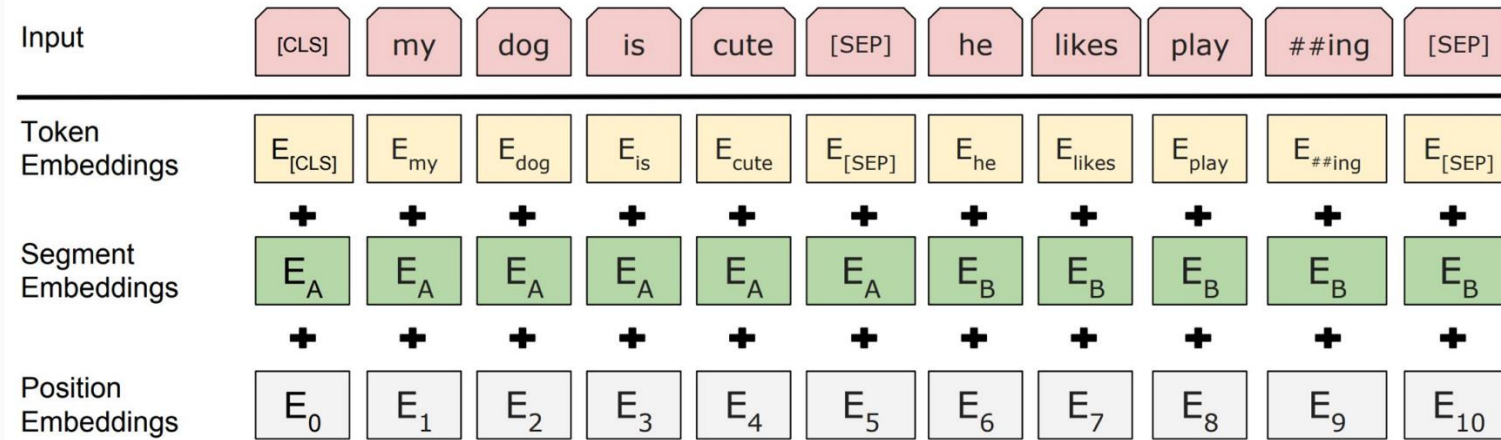 Input [CLS] my dog is cute [SEP] he likes play ##ing [SEP]
Token
Embeddings E[CLS] Emy Edog Eis Ecute E[SEP] Ehe Elikes Eplay E##ing E[SEP]
+ + + + + + + + + + +
Segment
Embeddings EA EA EA EA EA EA EB EB EB EB EB
+ + + + + + + + + + +
Position
Embeddings E0 E1 E2 E3 E4 E5 E6 E7 E8 E9 E10